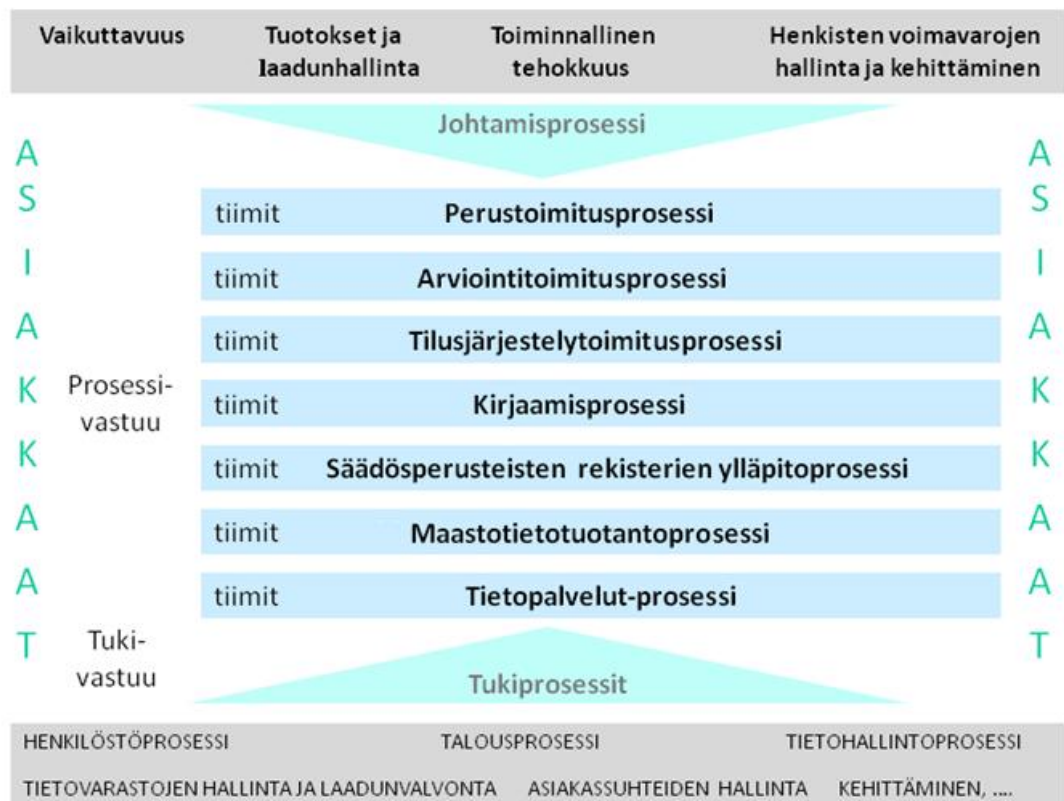 Vaikuttavuus Tuotokset ja laadunhallinta Toiminnallinen tehokkuus Henkisten voimavarojen hallinta ja kehittäminen
Johtamisprosessi
ASIAKKAAT
tiimit Perustoimitusprosessi
tiimit Arviointitoimitusprosessi
tiimit Tilusjärjestelytoimitusprosessi
Prosessi-
vastuu
tiimit Kirjaamisprosessi
tiimit Säädösperusteisten rekisterien ylläpitoprosessi
tiimit Maastotietotuotantoprosessi
tiimit Tietopalvelut-prosessi
Tuki-
vastuu
ASIAKKAAT
Tukiprosessit
HENKILÖSTÖPROSESSI TALOUSPROSESSI TIETOHALLINTOPROSESSI
TIETOVARASTOJEN HALLINTA JA LAADUNVALVONTA ASIAKASSUHTEIDEN HALLINTA KEHITTÄMINEN, ....